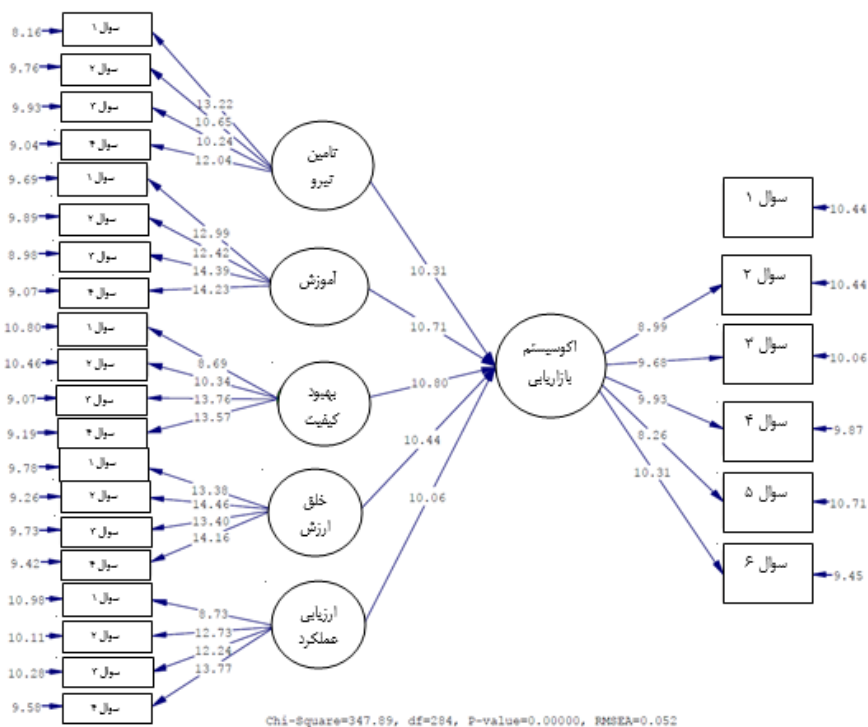 8.16
سوال ۱
9.76
سوال ۲
9.93
سوال ۳
9.04
سوال ۴
13.22
10.65
10.24
12.04
تامین
تیرو
9.69
سوال ۱
9.89
سوال ۲
8.98
سوال ۳
9.07
سوال ۴
12.99
12.42
14.39
14.23
آموزش
10.80
سوال ۱
10.46
سوال ۲
9.07
سوال ۳
9.19
سوال ۴
8.69
10.34
13.76
13.57
بهبود
کیفیت
9.78
سوال ۱
9.26
سوال ۲
9.73
سوال ۳
9.42
سوال ۴
13.38
14.46
13.40
14.16
خلق
ارزش
10.98
سوال ۱
10.11
سوال ۲
10.28
سوال ۳
9.58
سوال ۴
8.73
12.73
12.24
13.77
ارزیابی
عملکرد
10.31
10.71
10.80
10.44
10.06
اکوسیستم
بازاریابی
8.99
9.68
9.93
8.26
10.31
سوال ۱
10.44
سوال ۲
10.44
سوال ۳
10.06
سوال ۴
9.87
سوال ۵
10.71
سوال ۶
9.45
Chi-Square=347.89, df=284, P-value=0.00000, RMSEA=0.052